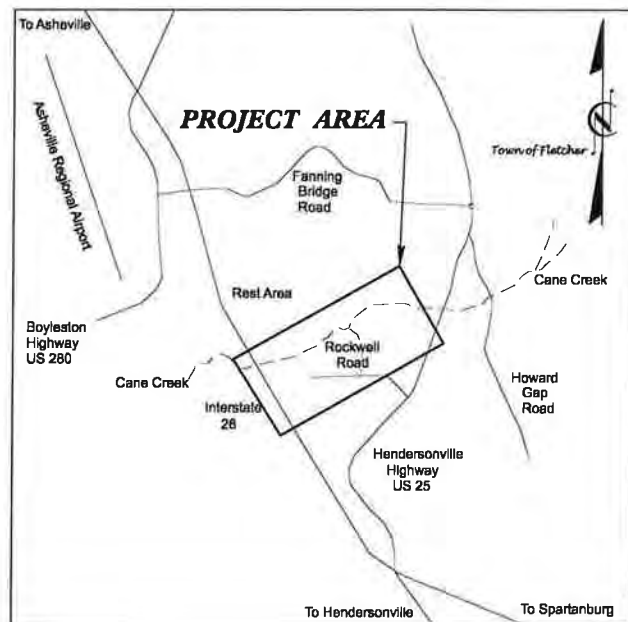 To Asheville
Asheville Regional Airport
PROJECT AREA
Town of Fletcher
Fanning
Bridge
Road
Rest Area
Cane Creek
Boyleston
Highway
US 280
Rockwell
Road
Cane Creek
Interstate
26
Howard
Gap
Road
Hendersonville
Highway
US 25
To Hendersonville
To Spartanburg